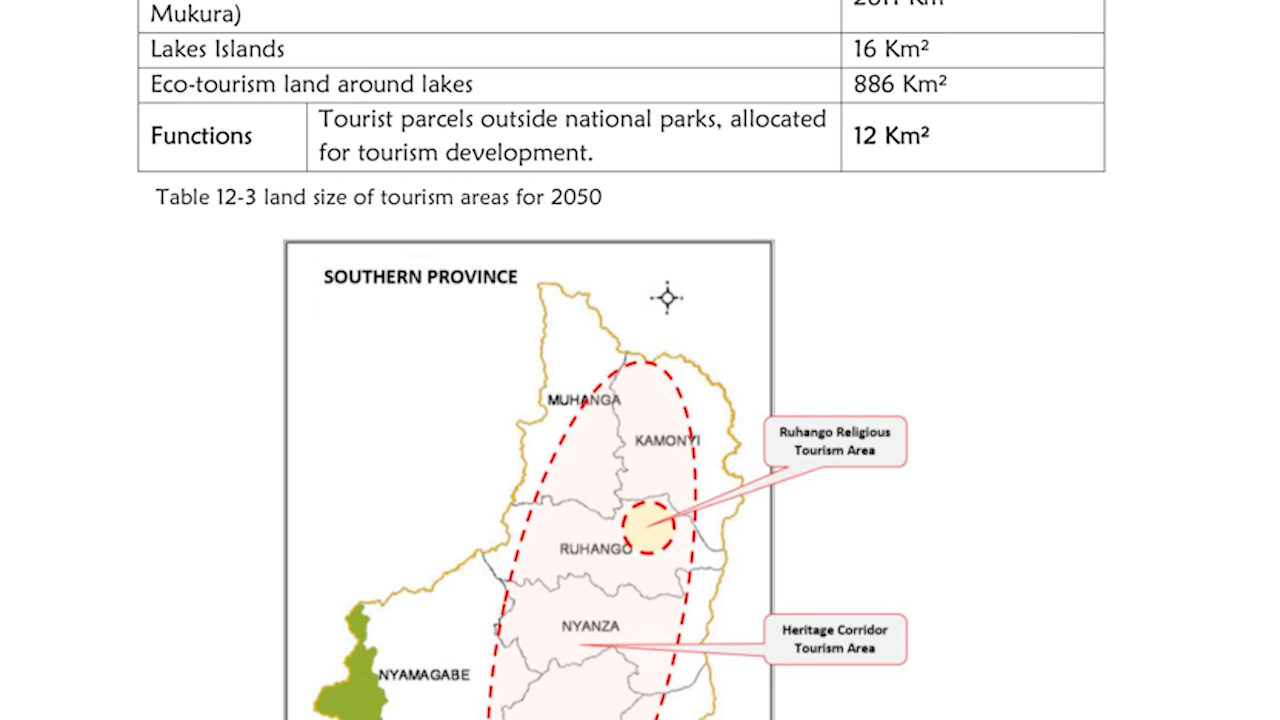 Mukura)
Lakes Islands
16 Km²
Eco-tourism land around lakes
886 Km²
Functions
Tourist parcels outside national parks, allocated
for tourism development.
12 Km²
Table 12-3 land size of tourism areas for 2050
SOUTHERN PROVINCE
MUHANGA
KAMONYI
Ruhango Religious
Tourism Area
RUHANGO
NYANZA
Heritage Corridor
Tourism Area
NYAMAGABE